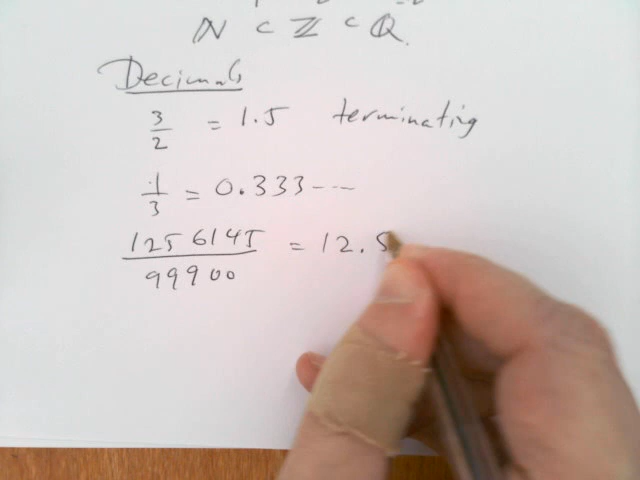 ℕ ⊂ ℤ ⊂ ℚ.
Decimals
3/2 = 1.5 terminating
1/3 = 0.333---
1256145/99900 = 12.5